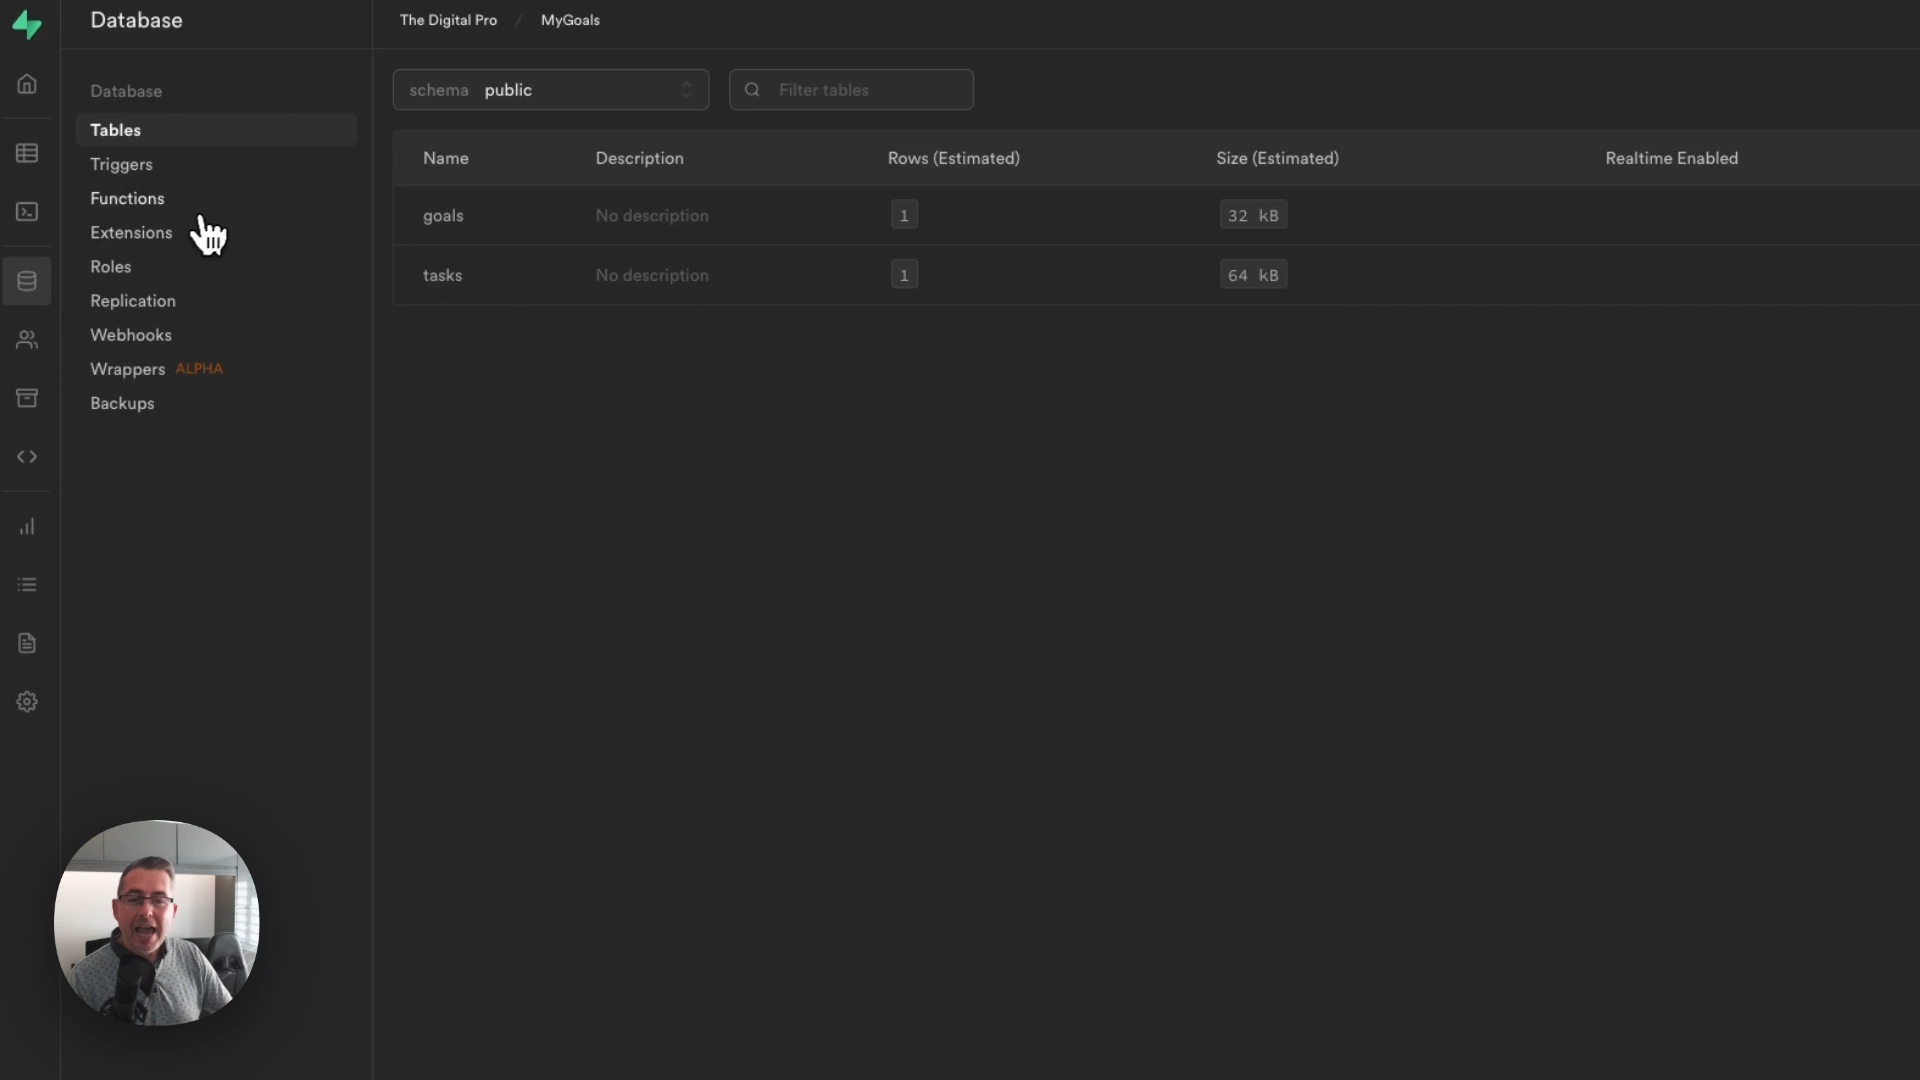 Database
The Digital Pro / MyGoals
Database
Tables
Triggers
Functions
Extensions
Roles
Replication
Webhooks
Wrappers ALPHA
Backups
schema public
Filter tables
Name Description Rows (Estimated) Size (Estimated) Realtime Enabled
goals No description 1 32 kB
tasks No description 1 64 kB